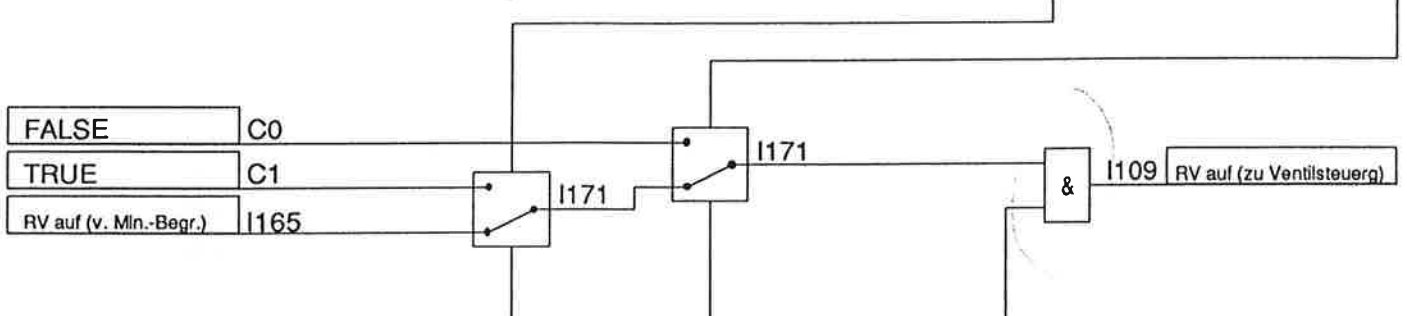 FALSE C0
TRUE C1
RV auf (v. MIn.-Begr.) I165
I171
I171
&
I109 RV auf (zu Ventilsteuerg)